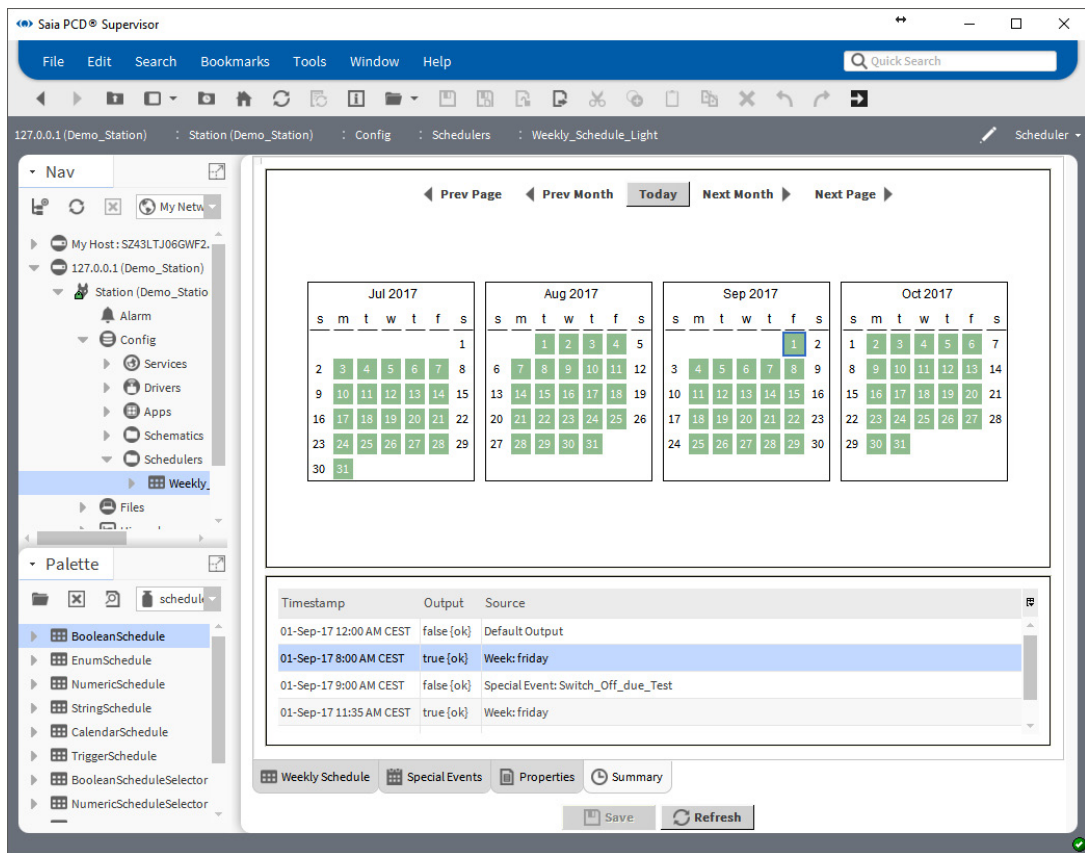 Saia PCD® Supervisor
File Edit Search Bookmarks Tools Window Help Quick Search
127.0.0.1 (Demo_Station) : Station (Demo_Station) : Config : Schedulers : Weekly_Schedule_Light Scheduler
Nav
My Netw
My Host : SZ43LTJ06GWF2.
127.0.0.1 (Demo_Station)
Station (Demo_Statio
Alarm
Config
Services
Drivers
Apps
Schematics
Schedulers
Weekly_
Files
Palette
schedule
BooleanSchedule
EnumSchedule
NumericSchedule
StringSchedule
CalendarSchedule
TriggerSchedule
BooleanScheduleSelector
NumericScheduleSelector
Prev Page Prev Month Today Next Month Next Page
Jul 2017
s m t w t f s
1
2 3 4 5 6 7 8
9 10 11 12 13 14 15
16 17 18 19 20 21 22
23 24 25 26 27 28 29
30 31
Aug 2017
s m t w t f s
1 2 3 4 5
6 7 8 9 10 11 12
13 14 15 16 17 18 19
20 21 22 23 24 25 26
27 28 29 30 31
Sep 2017
s m t w t f s
1 2
3 4 5 6 7 8 9
10 11 12 13 14 15 16
17 18 19 20 21 22 23
24 25 26 27 28 29 30
Oct 2017
s m t w t f s
1 2 3 4 5 6 7
8 9 10 11 12 13 14
15 16 17 18 19 20 21
22 23 24 25 26 27 28
29 30 31
Timestamp Output Source
01-Sep-17 12:00 AM CEST false {ok} Default Output
01-Sep-17 8:00 AM CEST true {ok} Week: friday
01-Sep-17 9:00 AM CEST false {ok} Special Event: Switch_Off_due_Test
01-Sep-17 11:35 AM CEST true {ok} Week: friday
Weekly Schedule Special Events Properties Summary
Save Refresh